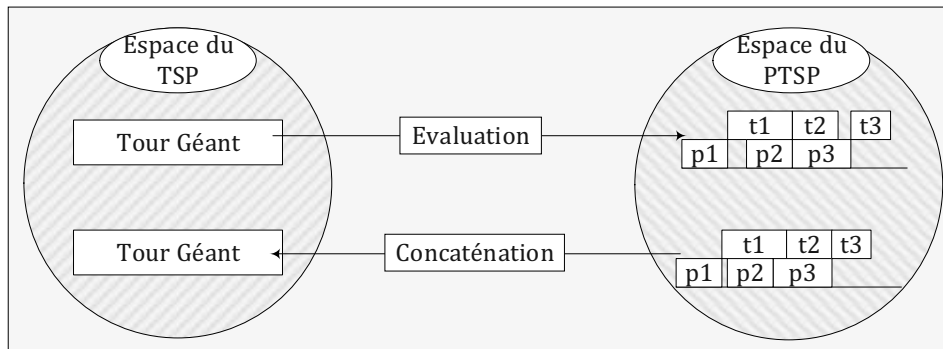 Espace du
TSP
Espace du
PTSP
Tour Géant
Evaluation
t1 t2 t3
p1 p2 p3
Tour Géant
Concaténation
t1 t2 t3
p1 p2 p3